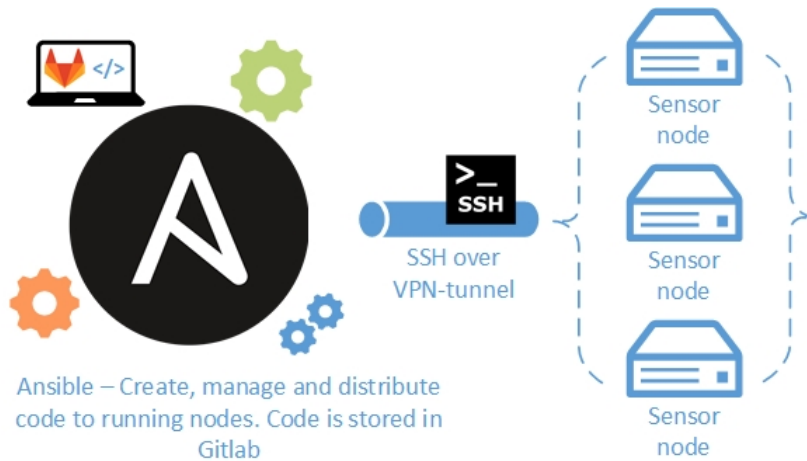 </>
>_
SSH
SSH over
VPN-tunnel
Sensor
node
Sensor
node
Sensor
node
Ansible – Create, manage and distribute
code to running nodes. Code is stored in
Gitlab